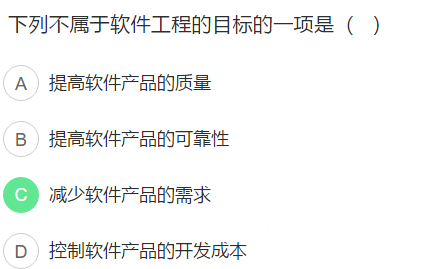 下列不属于软件工程的目标的一项是（ ）
A 提高软件产品的质量
B 提高软件产品的可靠性
C 减少软件产品的需求
D 控制软件产品的开发成本